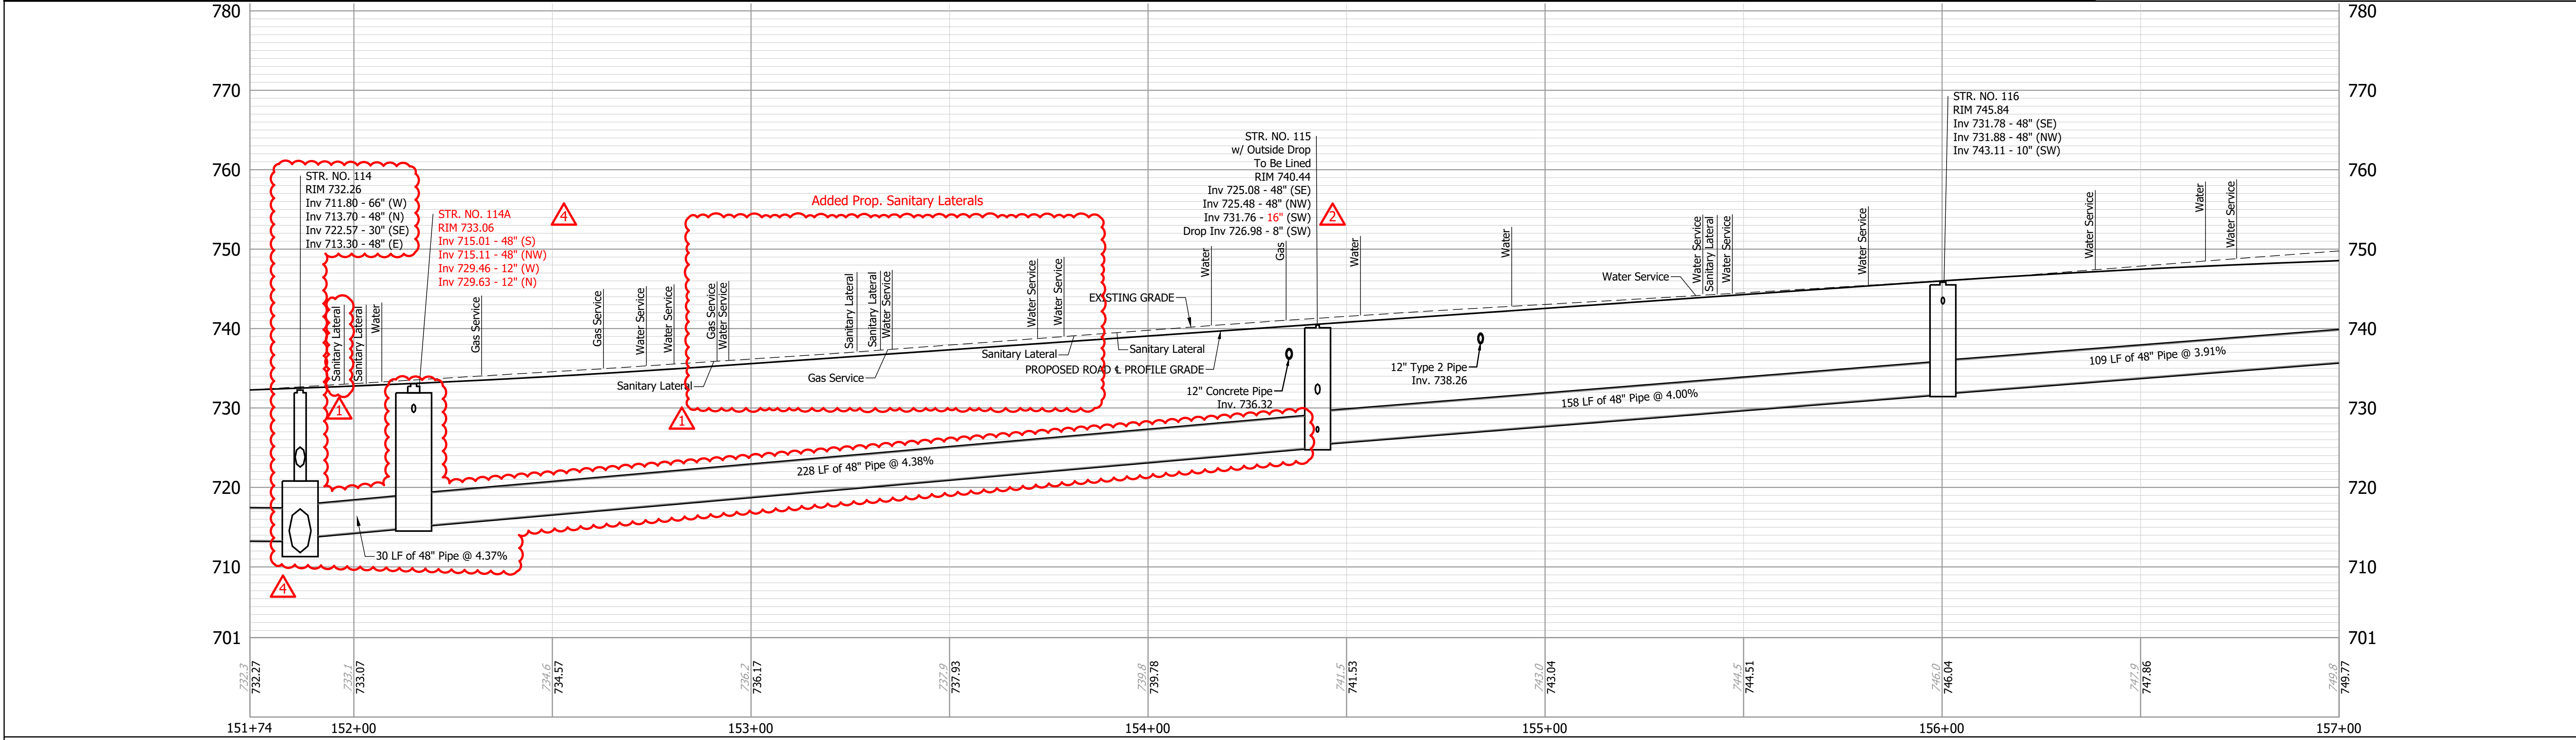 780
770
760
750
740
730
720
710
701
780
770
760
750
740
730
720
710
701
STR. NO. 114
RIM 732.26
Inv 711.80 - 66" (W)
Inv 713.70 - 48" (N)
Inv 722.57 - 30" (SE)
Inv 713.30 - 48" (E)
STR. NO. 114A
RIM 733.06
Inv 715.01 - 48" (S)
Inv 715.11 - 48" (NW)
Inv 729.46 - 12" (W)
Inv 729.63 - 12" (N)
4
Added Prop. Sanitary Laterals
STR. NO. 115
w/ Outside Drop
To Be Lined
RIM 740.44
Inv 725.08 - 48" (SE)
Inv 725.48 - 48" (NW)
Inv 731.76 - 16" (SW)
Drop Inv 726.98 - 8" (SW)
2
STR. NO. 116
RIM 745.84
Inv 731.78 - 48" (SE)
Inv 731.88 - 48" (NW)
Inv 743.11 - 10" (SW)
Sanitary Lateral
Sanitary Lateral
Water
Gas Service
Gas Service
Water Service
Water Service
Gas Service
Water Service
Sanitary Lateral
Sanitary Lateral
Water Service
Water Service
Water Service
Water
Gas
Water
Water
Water Service
Sanitary Lateral
Water Service
Water Service
Water Service
Water
Water Service
Water Service
EXISTING GRADE
Sanitary Lateral
Sanitary Lateral
PROPOSED ROAD ℄ PROFILE GRADE
Gas Service
Sanitary Lateral
12" Concrete Pipe
Inv. 736.32
12" Type 2 Pipe
Inv. 738.26
1
1
109 LF of 48" Pipe @ 3.91%
158 LF of 48" Pipe @ 4.00%
228 LF of 48" Pipe @ 4.38%
30 LF of 48" Pipe @ 4.37%
4
732.3
732.27
733.1
733.07
734.6
734.57
736.2
736.17
737.9
737.93
739.8
739.78
741.5
741.53
743.0
743.04
744.5
744.51
746.0
746.04
747.9
747.86
749.8
749.77
151+74
152+00
153+00
154+00
155+00
156+00
157+00